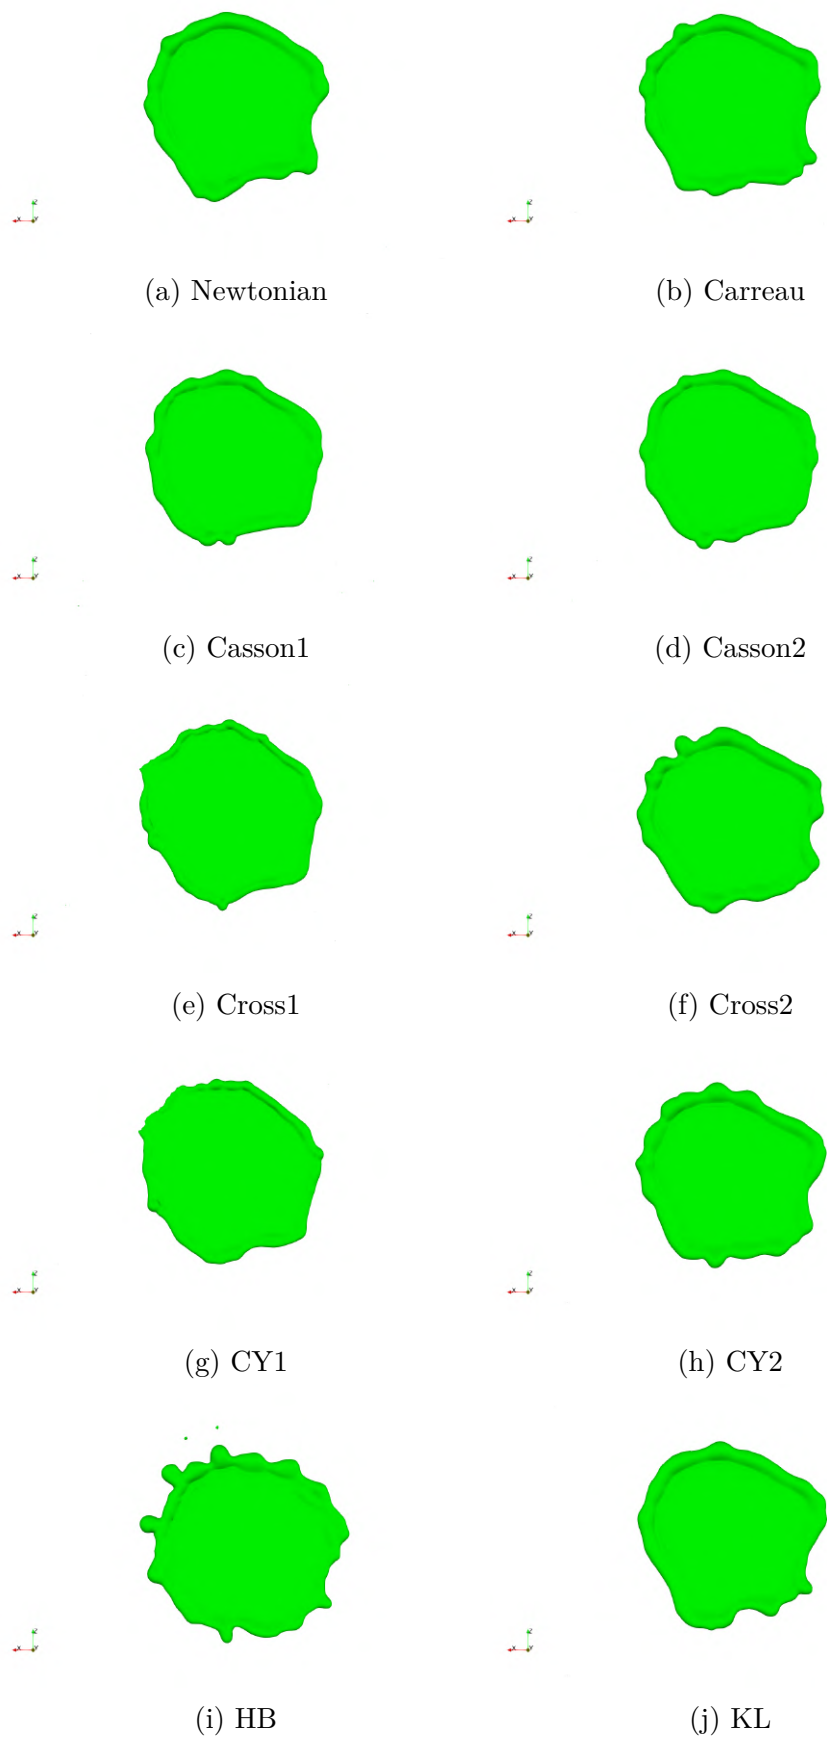 (a) Newtonian
(b) Carreau
(c) Casson1
(d) Casson2
(e) Cross1
(f) Cross2
(g) CY1
(h) CY2
(i) HB
(j) KL